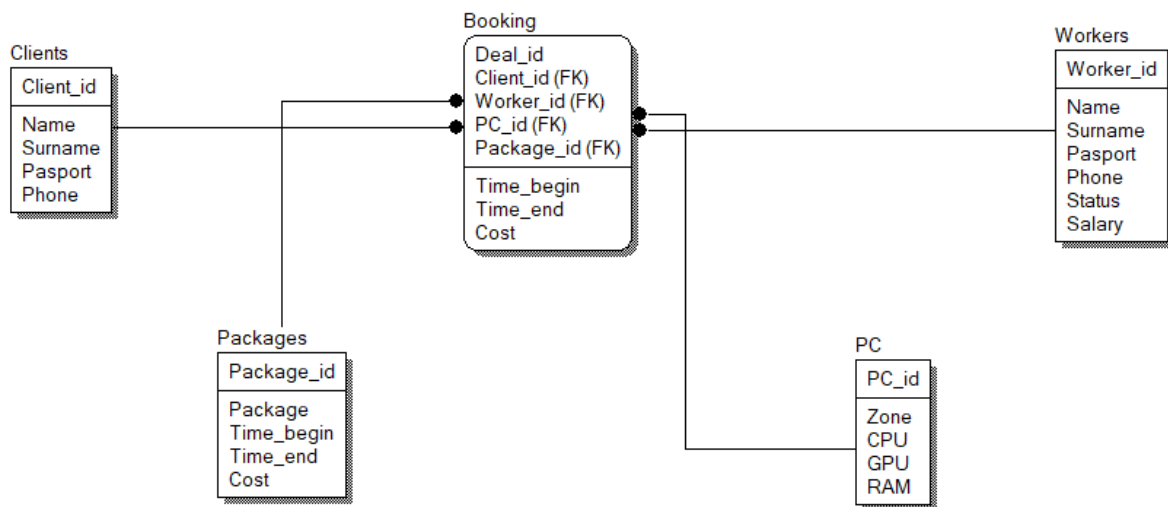 Booking
Deal_id
Client_id (FK)
Worker_id (FK)
PC_id (FK)
Package_id (FK)
Time_begin
Time_end
Cost
Clients
Client_id
Name
Surname
Pasport
Phone
Workers
Worker_id
Name
Surname
Pasport
Phone
Status
Salary
Packages
Package_id
Package
Time_begin
Time_end
Cost
PC
PC_id
Zone
CPU
GPU
RAM